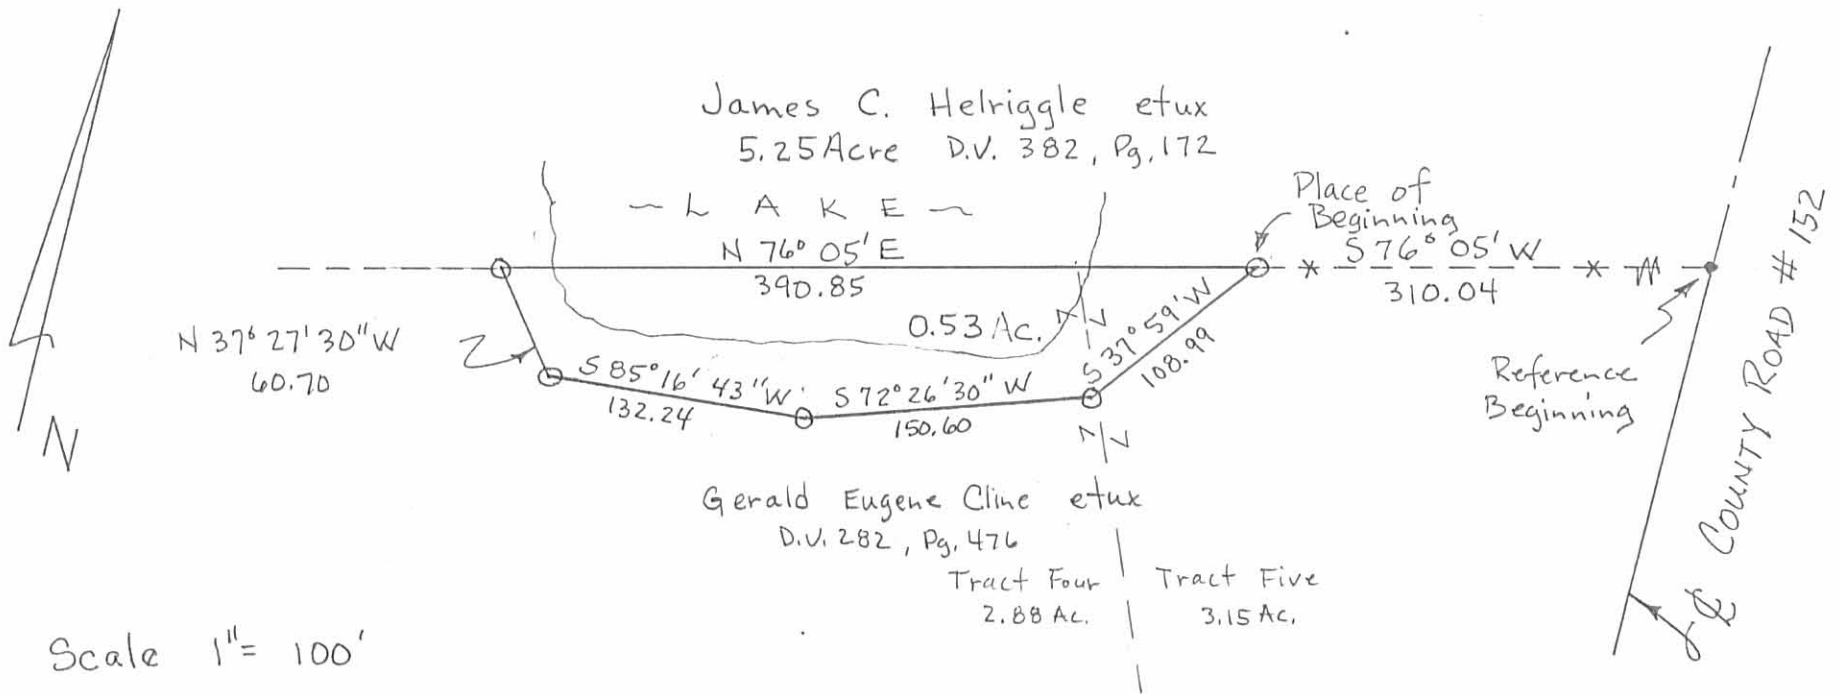 James C. Helriggle etux
5.25 Acre D.V. 382, Pg. 172
~ L A K E ~
Place of
Beginning
N 76° 05' E
390.85
S 76° 05' W
310.04
0.53 Ac.
S 37° 59' W
108.99
N 37° 27' 30" W
60.70
S 85° 16' 43" W
132.24
S 72° 26' 30" W
150.60
Reference
Beginning
COUNTY ROAD # 152
N
Gerald Eugene Cline etux
D.V. 282, Pg. 476
Tract Four
2.88 Ac.
Tract Five
3.15 Ac.
℄
Scale 1" = 100'